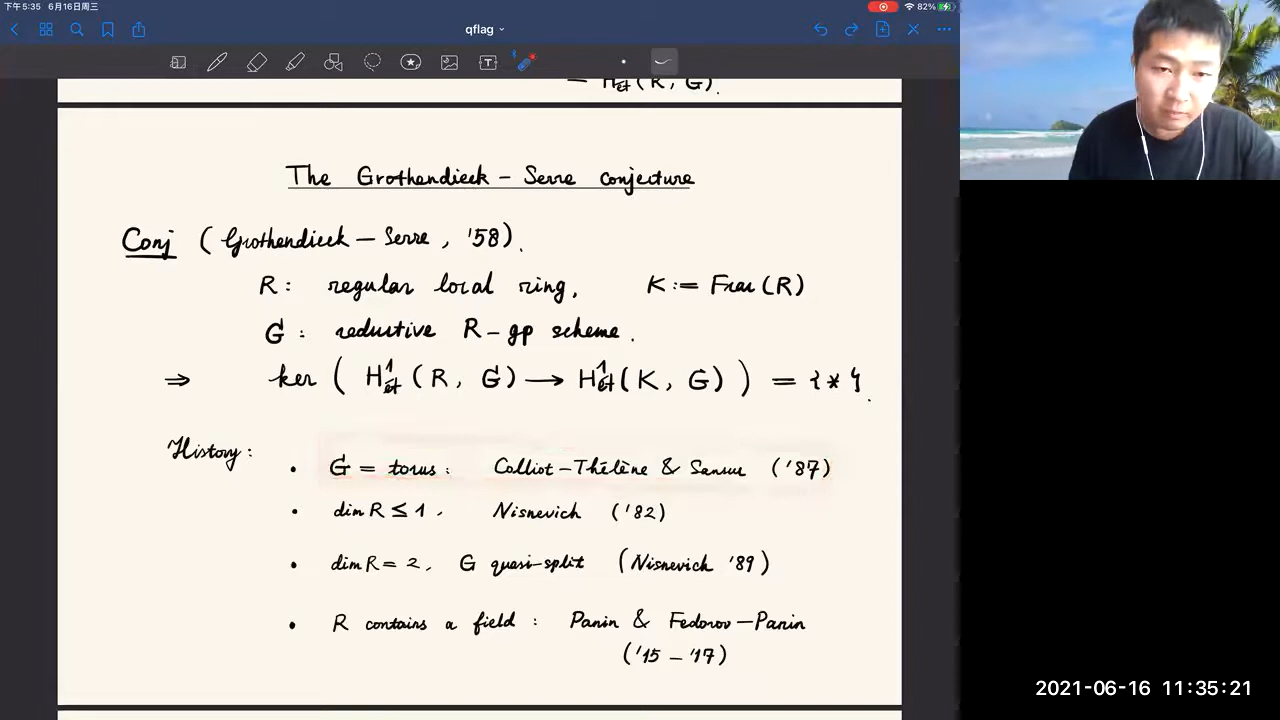 下午5:35 6月16日周三
82%
qflag
= H¹ét(R, G).
The Grothendieck – Serre conjecture
Conj (Grothendieck – Serre, '58).
R: regular local ring, K := Frac(R)
G: reductive R-gp scheme.
⇒ ker ( H¹ét(R, G) ⟶ H¹ét(K, G) ) = {*}.
History:
• G = torus: Colliot-Thélène & Sansuc ('87)
• dim R ≤ 1, Nisnevich ('82)
• dim R = 2, G quasi-split (Nisnevich '89)
• R contains a field: Panin & Fedorov–Panin
('15 – '17)
2021-06-16 11:35:21